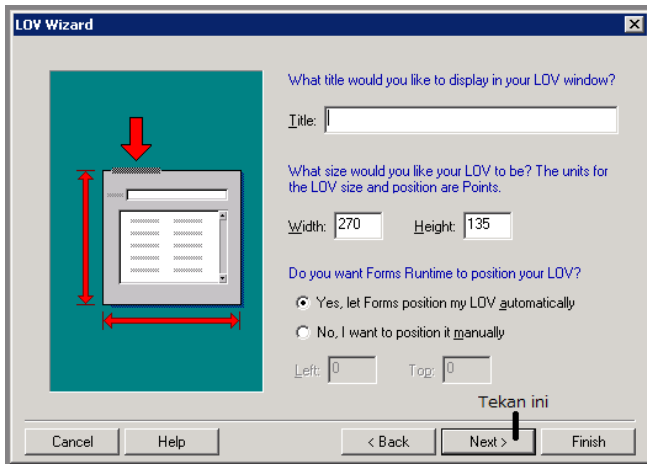 LOV Wizard
What title would you like to display in your LOV window?
Title:
What size would you like your LOV to be? The units for
the LOV size and position are Points.
Width: 270 Height: 135
Do you want Forms Runtime to position your LOV?
Yes, let Forms position my LOV automatically
No, I want to position it manually
Left: 0 Top: 0
Tekan ini
Cancel Help < Back Next > Finish